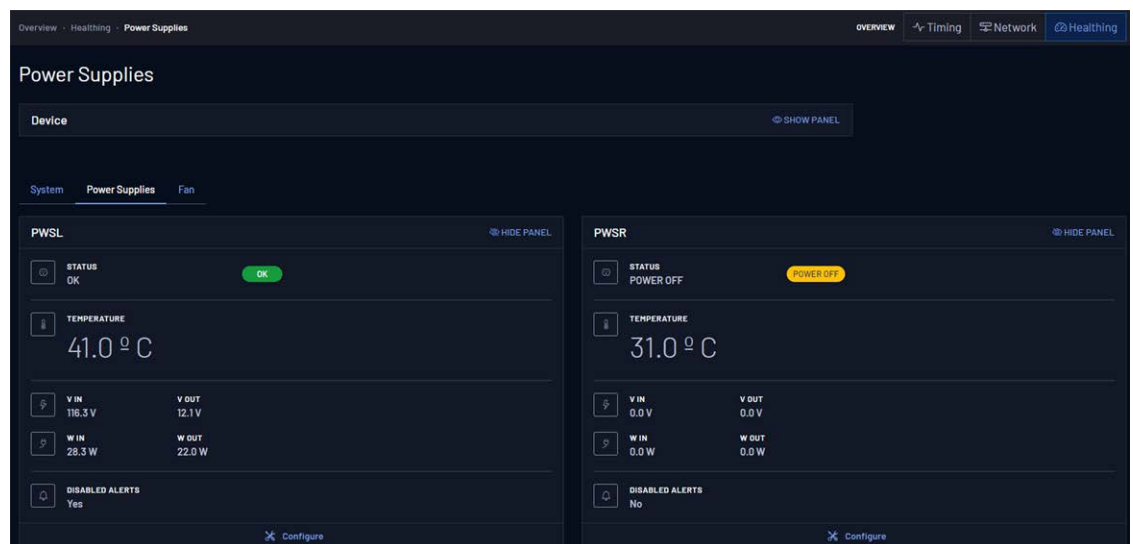 Overview · Healthing · Power Supplies OVERVIEW Timing Network Healthing
Power Supplies
Device SHOW PANEL
System Power Supplies Fan
PWSL HIDE PANEL
STATUS
OK OK
TEMPERATURE
41.0 º C
V IN V OUT
116.3 V 12.1 V
W IN W OUT
28.3 W 22.0 W
DISABLED ALERTS
Yes
Configure
PWSR HIDE PANEL
STATUS
POWER OFF POWER OFF
TEMPERATURE
31.0 º C
V IN V OUT
0.0 V 0.0 V
W IN W OUT
0.0 W 0.0 W
DISABLED ALERTS
No
Configure